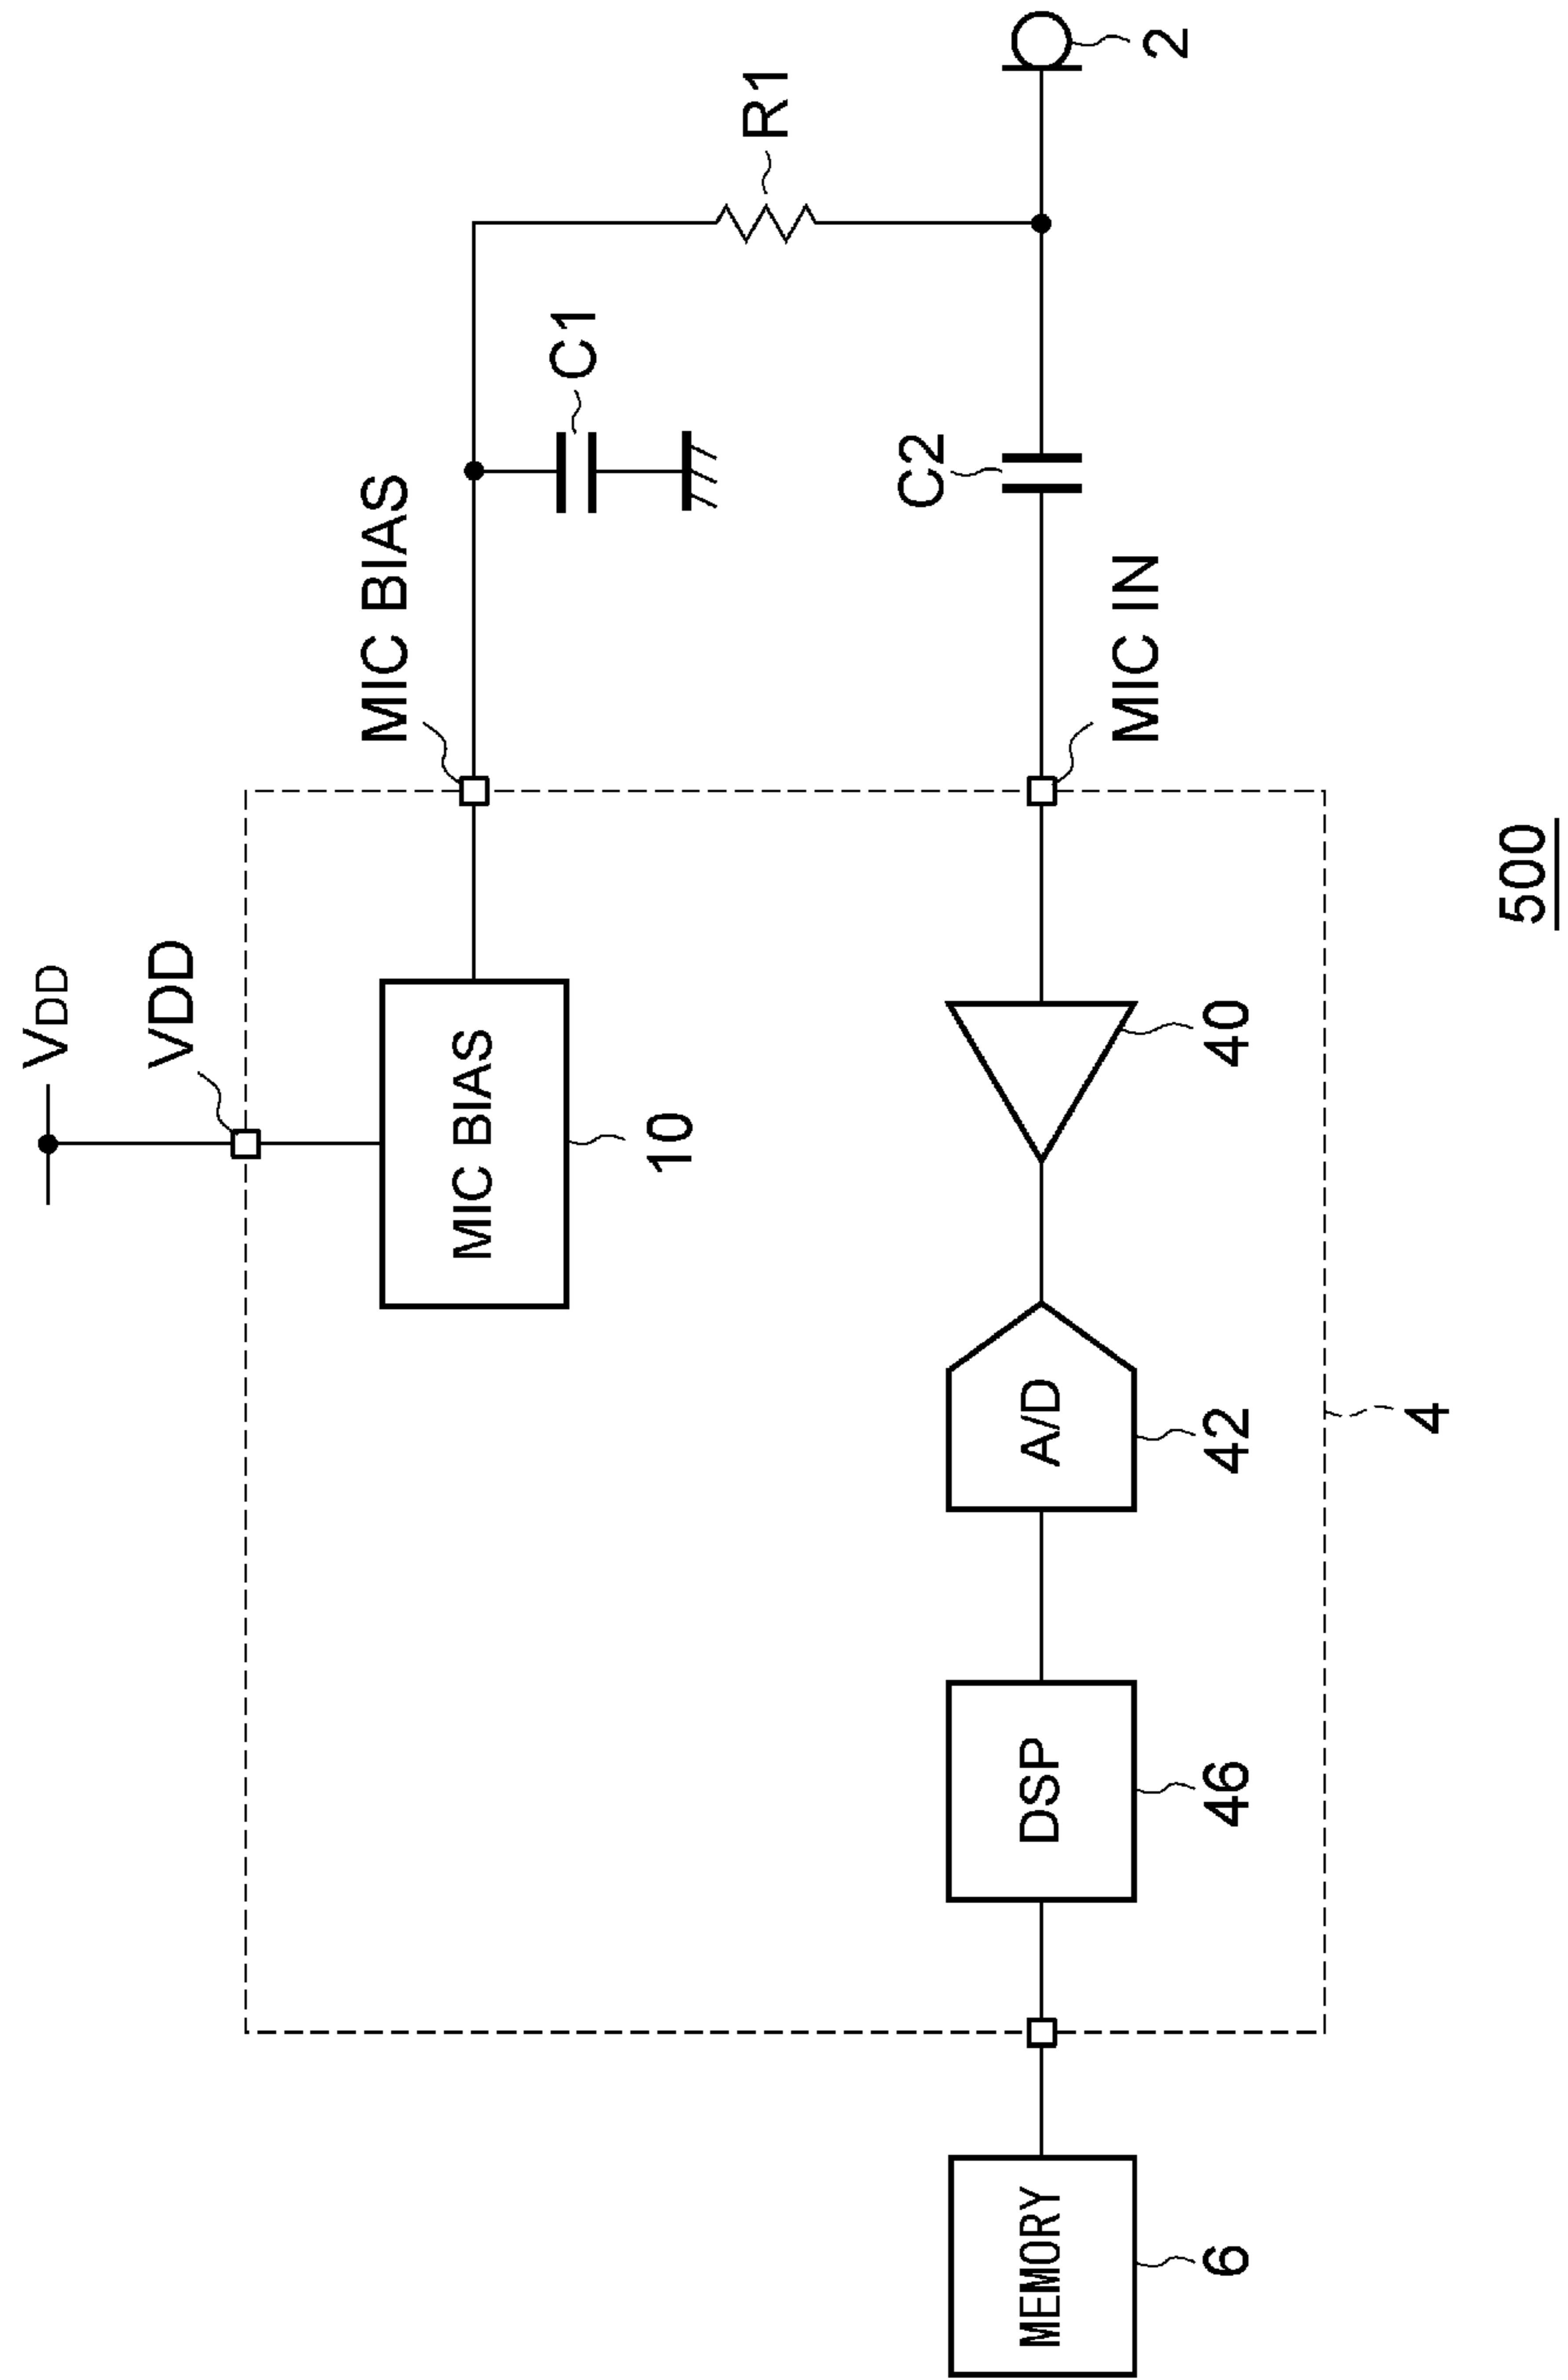 VDD
VDD
MIC BIAS
MIC BIAS
10
C1
R1
MEMORY
6
DSP
46
A/D
42
40
MIC IN
C2
2
4
500